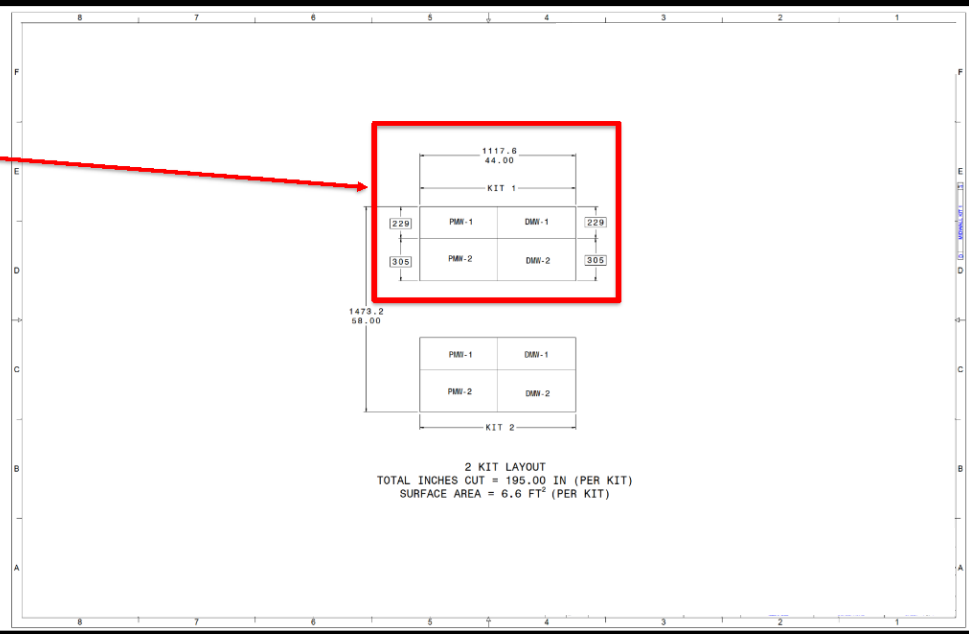 8 7 6 5 4 3 2 1
F F
1117.6
44.00
E E
KIT 1
229 PMW-1 DMW-1 229
305 PMW-2 DMW-2 305
D D
1473.2
58.00
PMW-1 DMW-1
C C
PMW-2 DMW-2
KIT 2
2 KIT LAYOUT
B B
TOTAL INCHES CUT = 195.00 IN (PER KIT)
SURFACE AREA = 6.6 FT² (PER KIT)
A A
8 7 6 5 4 3 2 1